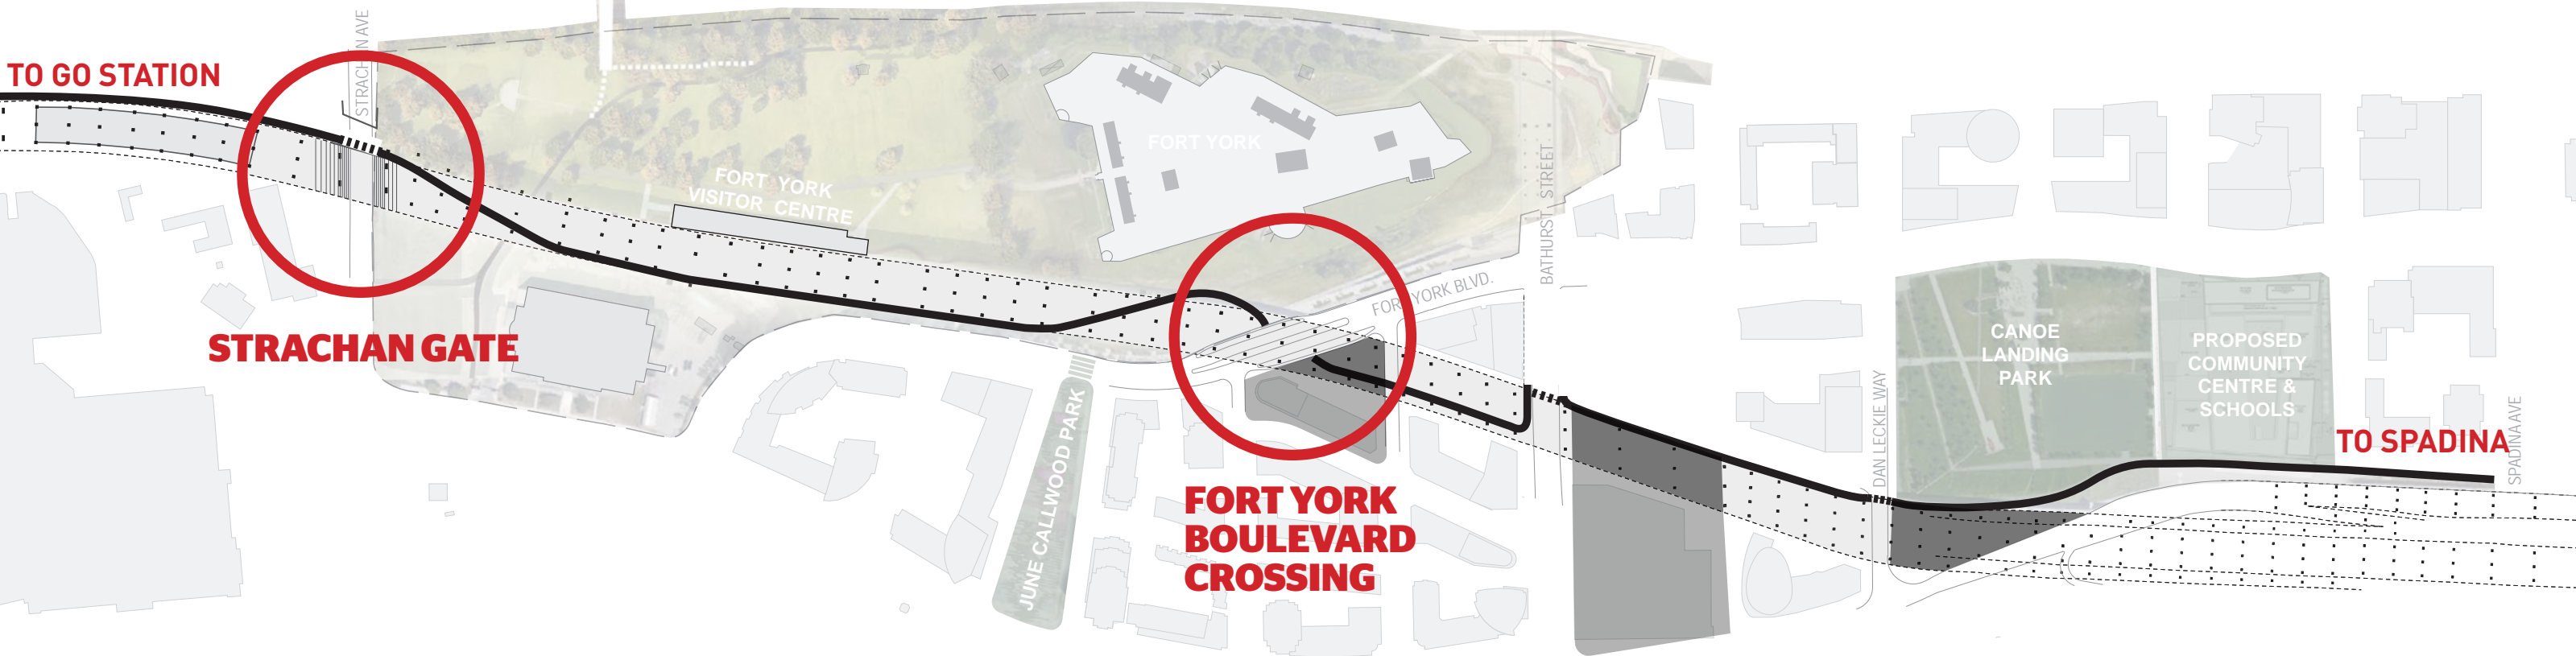 TO GO STATION
STRACHAN AVE
STRACHAN GATE
FORT YORK
VISITOR CENTRE
FORT YORK
BATHURST STREET
FORT YORK BLVD.
JUNE CALLWOOD PARK
FORT YORK
BOULEVARD
CROSSING
DAN LECKIE WAY
CANOE
LANDING
PARK
PROPOSED
COMMUNITY
CENTRE &
SCHOOLS
TO SPADINA
SPADINA AVE